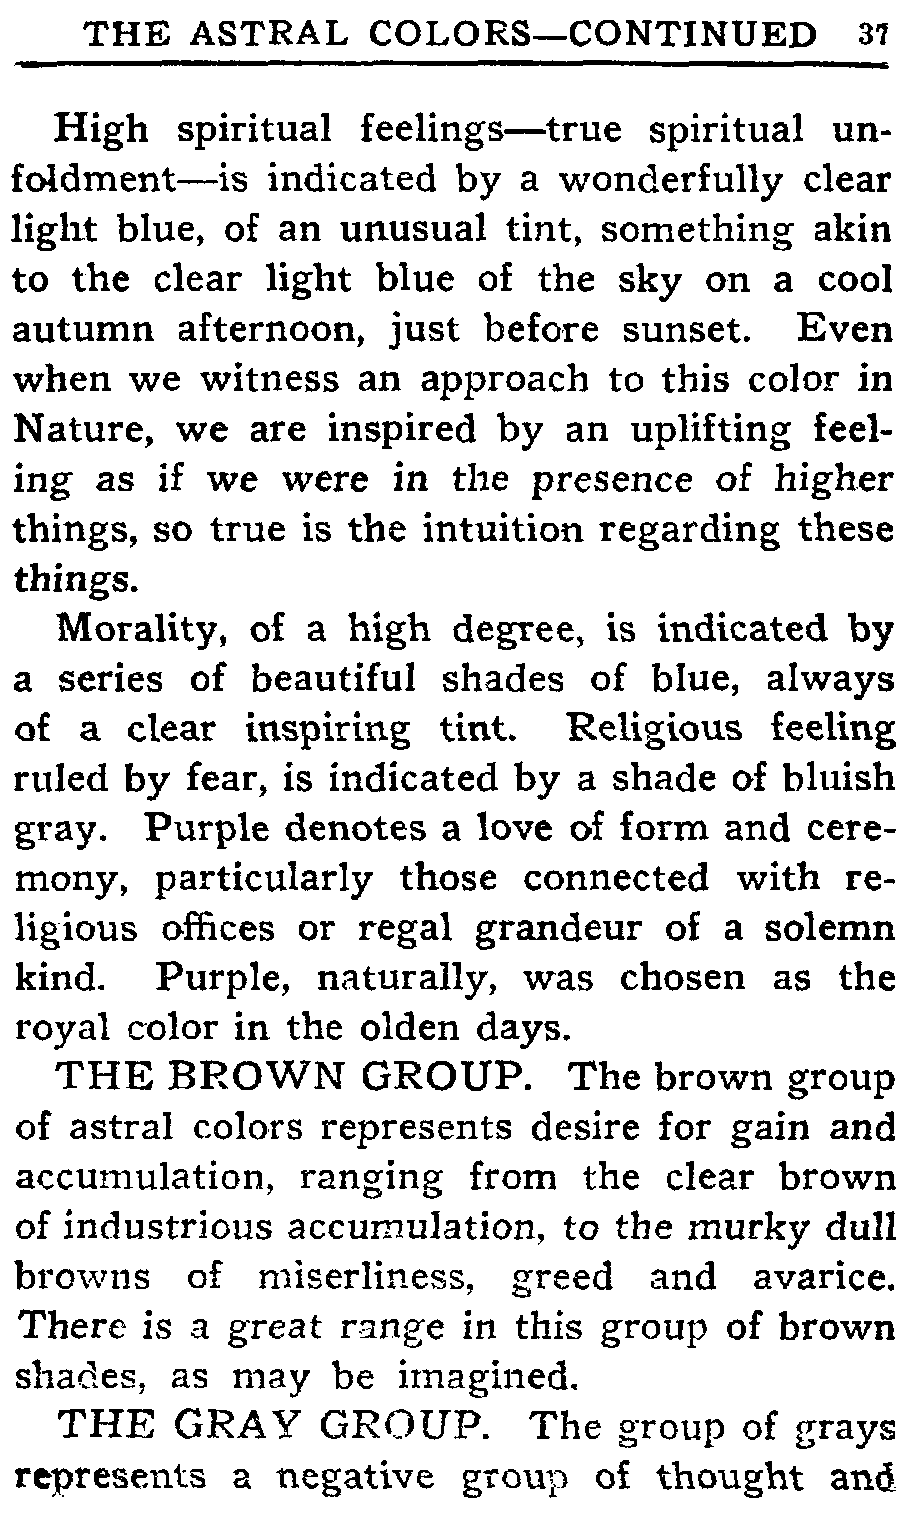 THE ASTRAL COLORS—CONTINUED 37
High spiritual feelings—true spiritual un-
foldment—is indicated by a wonderfully clear
light blue, of an unusual tint, something akin
to the clear light blue of the sky on a cool
autumn afternoon, just before sunset. Even
when we witness an approach to this color in
Nature, we are inspired by an uplifting feel-
ing as if we were in the presence of higher
things, so true is the intuition regarding these
things.
Morality, of a high degree, is indicated by
a series of beautiful shades of blue, always
of a clear inspiring tint. Religious feeling
ruled by fear, is indicated by a shade of bluish
gray. Purple denotes a love of form and cere-
mony, particularly those connected with re-
ligious offices or regal grandeur of a solemn
kind. Purple, naturally, was chosen as the
royal color in the olden days.
THE BROWN GROUP. The brown group
of astral colors represents desire for gain and
accumulation, ranging from the clear brown
of industrious accumulation, to the murky dull
browns of miserliness, greed and avarice.
There is a great range in this group of brown
shades, as may be imagined.
THE GRAY GROUP. The group of grays
represents a negative group of thought and